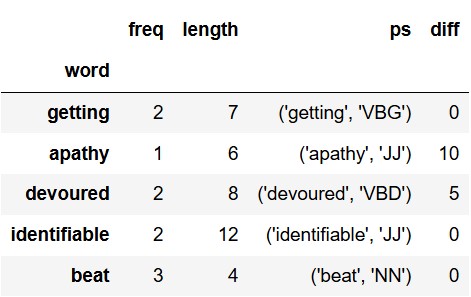 freq length ps diff
word
getting 2 7 ('getting', 'VBG') 0
apathy 1 6 ('apathy', 'JJ') 10
devoured 2 8 ('devoured', 'VBD') 5
identifiable 2 12 ('identifiable', 'JJ') 0
beat 3 4 ('beat', 'NN') 0